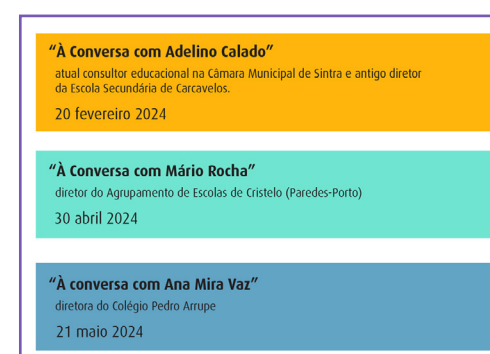 “À Conversa com Adelino Calado”
atual consultor educacional na Câmara Municipal de Sintra e antigo diretor
da Escola Secundária de Carcavelos.
20 fevereiro 2024
“À Conversa com Mário Rocha”
diretor do Agrupamento de Escolas de Cristelo (Paredes-Porto)
30 abril 2024
“À conversa com Ana Mira Vaz”
diretora do Colégio Pedro Arrupe
21 maio 2024